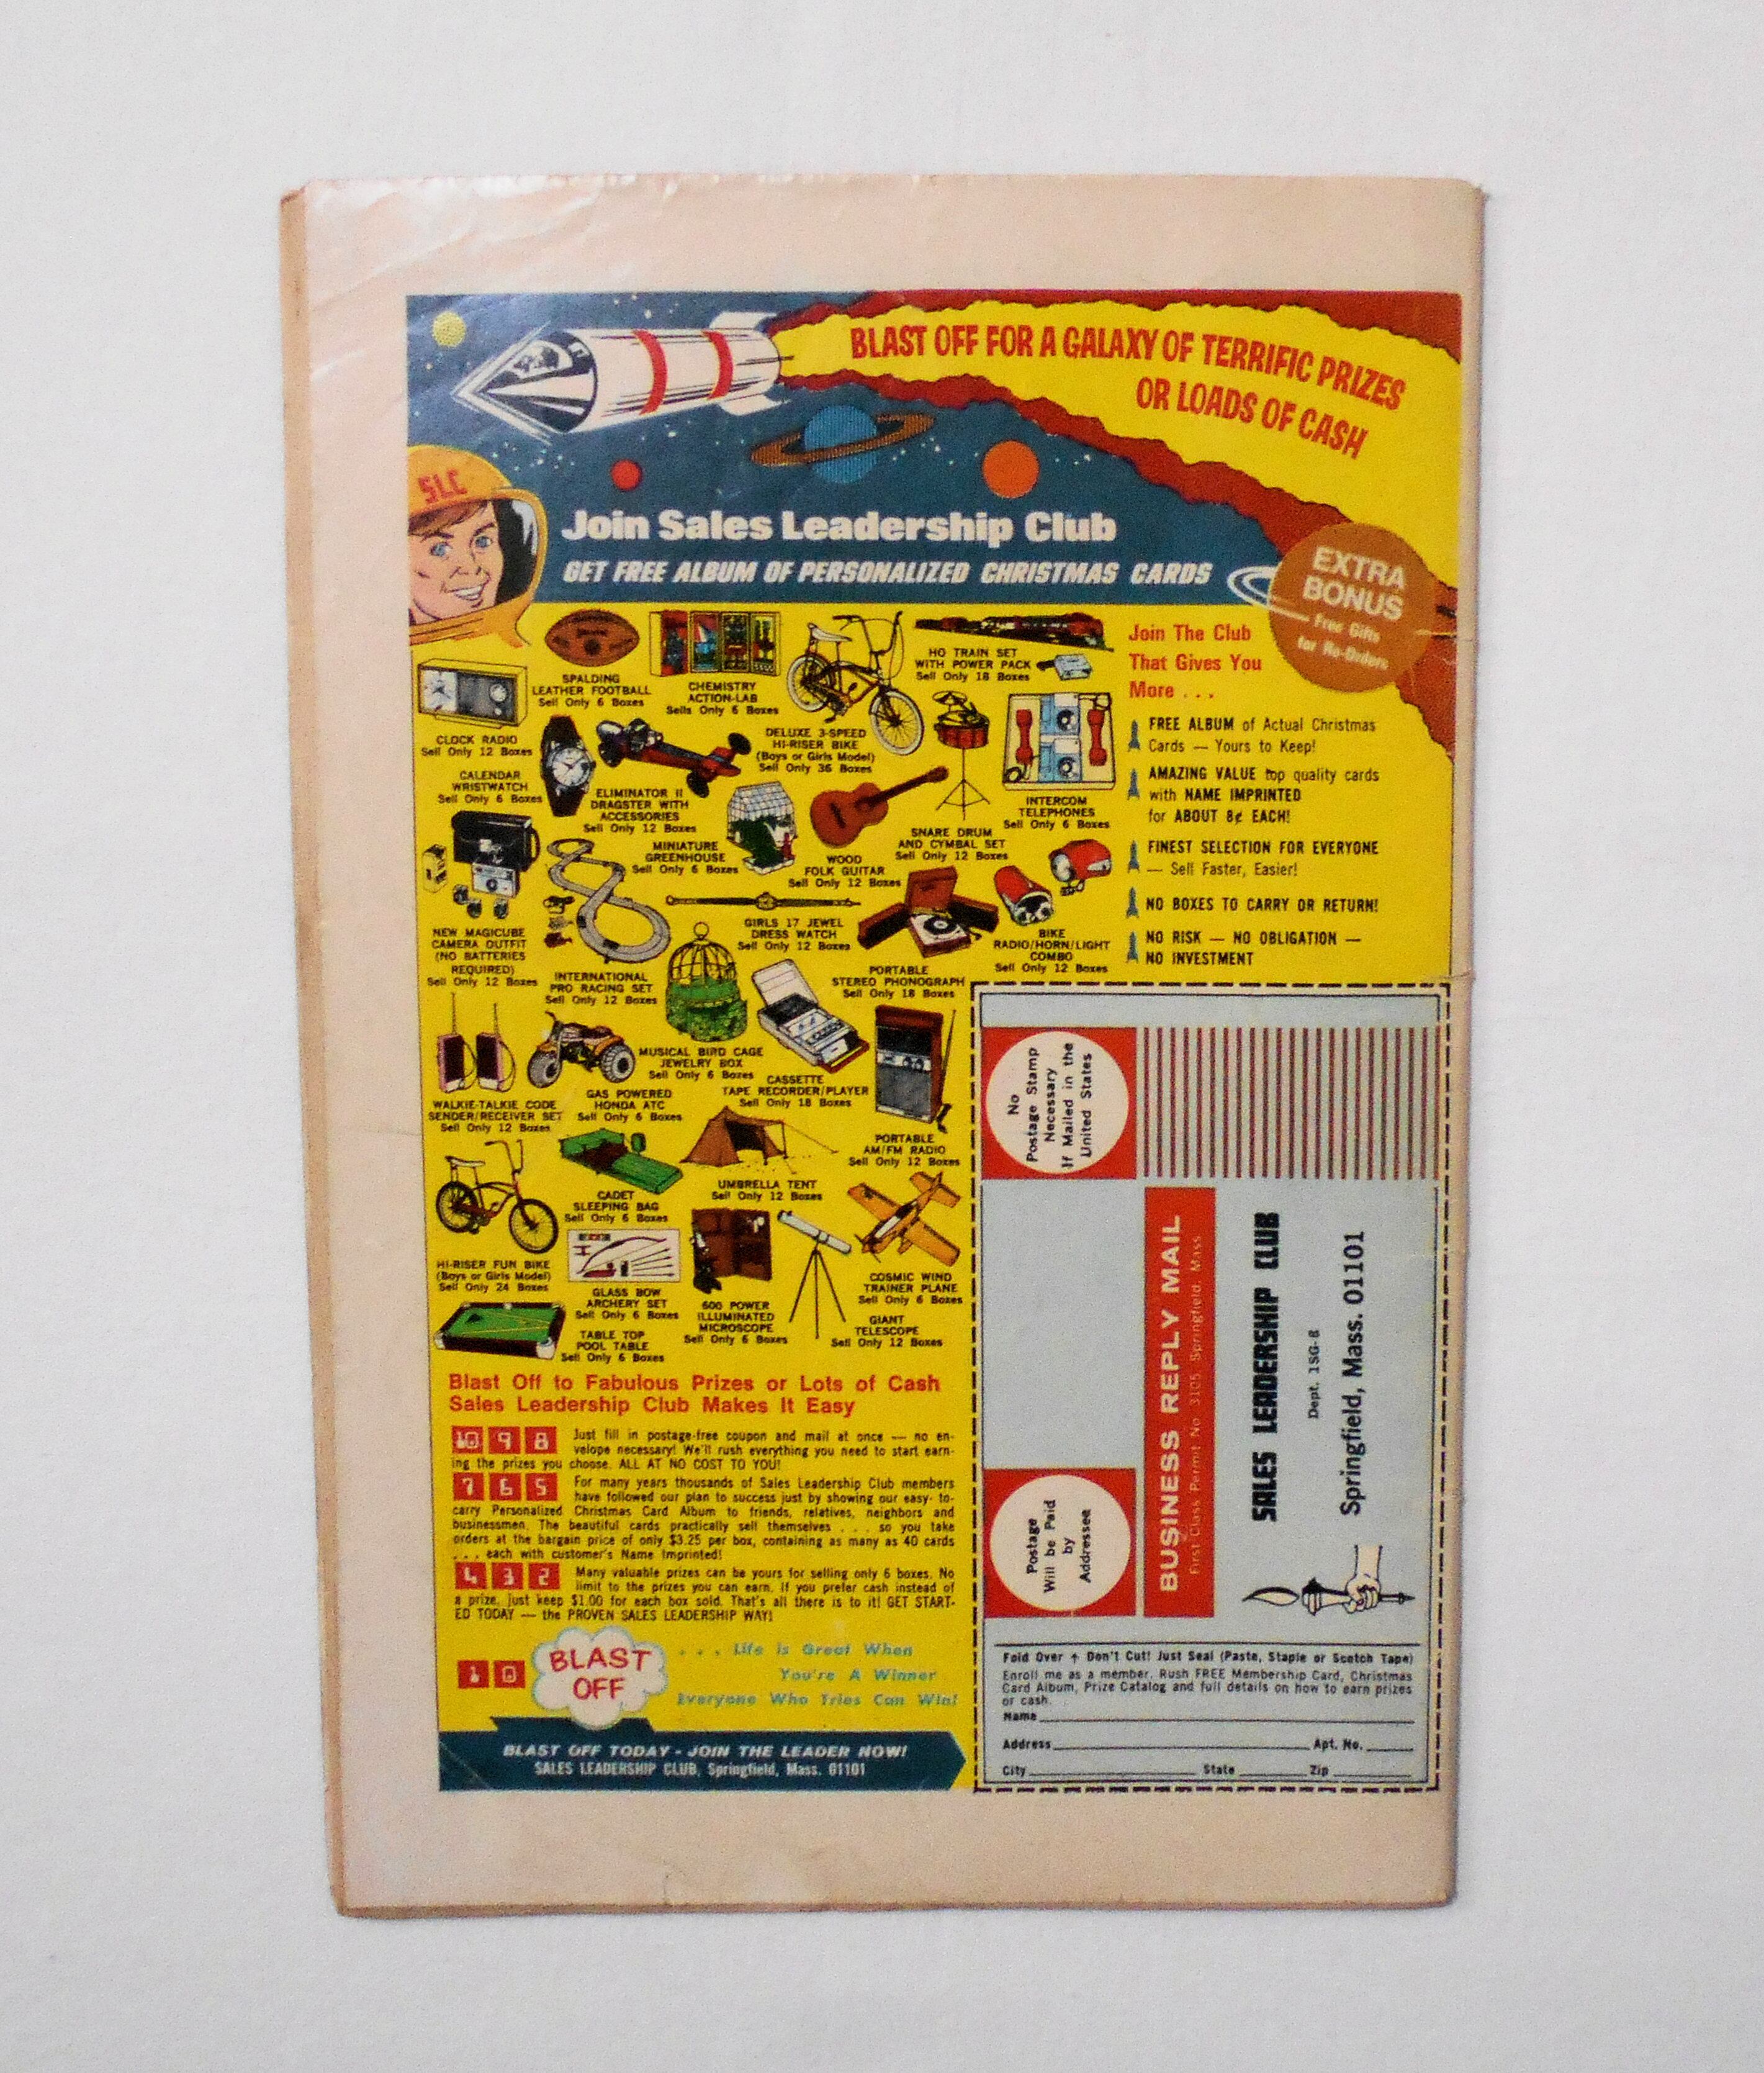 BLAST OFF FOR A GALAXY OF TERRIFIC PRIZES
OR LOADS OF CASH
SLC
Join Sales Leadership Club
GET FREE ALBUM OF PERSONALIZED CHRISTMAS CARDS
EXTRA
BONUS
Free Gifts
for Re-Orders
SPALDING
LEATHER FOOTBALL
Sell Only 6 Boxes
CHEMISTRY
ACTION-LAB
Sells Only 6 Boxes
HO TRAIN SET
WITH POWER PACK
Sell Only 18 Boxes
CLOCK RADIO
Sell Only 12 Boxes
DELUXE 3-SPEED
HI-RISER BIKE
(Boys or Girls Model)
Sell Only 36 Boxes
CALENDAR
WRISTWATCH
Sell Only 6 Boxes
ELIMINATOR II
DRAGSTER WITH
ACCESSORIES
Sell Only 12 Boxes
INTERCOM
TELEPHONES
Sell Only 6 Boxes
MINIATURE
GREENHOUSE
Sell Only 6 Boxes
WOOD
FOLK GUITAR
Sell Only 12 Boxes
SNARE DRUM
AND CYMBAL SET
Sell Only 12 Boxes
NEW MAGICUBE
CAMERA OUTFIT
(NO BATTERIES
REQUIRED)
Sell Only 12 Boxes
GIRLS 17 JEWEL
DRESS WATCH
Sell Only 12 Boxes
BIKE
RADIO/HORN/LIGHT
COMBO
Sell Only 12 Boxes
INTERNATIONAL
PRO RACING SET
Sell Only 12 Boxes
PORTABLE
STEREO PHONOGRAPH
Sell Only 18 Boxes
MUSICAL BIRD CAGE
JEWELRY BOX
Sell Only 6 Boxes
CASSETTE
TAPE RECORDER/PLAYER
Sell Only 18 Boxes
WALKIE-TALKIE CODE
SENDER/RECEIVER SET
Sell Only 12 Boxes
GAS POWERED
HONDA ATC
Sell Only 6 Boxes
PORTABLE
AM/FM RADIO
Sell Only 12 Boxes
CADET
SLEEPING BAG
Sell Only 6 Boxes
UMBRELLA TENT
Sell Only 12 Boxes
HI-RISER FUN BIKE
(Boys or Girls Model)
Sell Only 24 Boxes
GLASS BOW
ARCHERY SET
Sell Only 6 Boxes
600 POWER
ILLUMINATED
MICROSCOPE
Sell Only 6 Boxes
COSMIC WIND
TRAINER PLANE
Sell Only 6 Boxes
GIANT
TELESCOPE
Sell Only 12 Boxes
TABLE TOP
POOL TABLE
Sell Only 6 Boxes
Join The Club
That Gives You
More . . .
FREE ALBUM of Actual Christmas
Cards — Yours to Keep!
AMAZING VALUE top quality cards
with NAME IMPRINTED
for ABOUT 8¢ EACH!
FINEST SELECTION FOR EVERYONE
— Sell Faster, Easier!
NO BOXES TO CARRY OR RETURN!
NO RISK — NO OBLIGATION —
NO INVESTMENT
Blast Off to Fabulous Prizes or Lots of Cash
Sales Leadership Club Makes It Easy
10 9 8
Just fill in postage-free coupon and mail at once — no en-
velope necessary! We'll rush everything you need to start earn-
ing the prizes you choose. ALL AT NO COST TO YOU!
7 6 5
For many years thousands of Sales Leadership Club members
have followed our plan to success just by showing our easy-to-
carry Personalized Christmas Card Album to friends, relatives, neighbors and
businessmen. The beautiful cards practically sell themselves . . . so you take
orders at the bargain price of only $3.25 per box, containing as many as 40 cards
. . . each with customer's Name Imprinted!
4 3 2
Many valuable prizes can be yours for selling only 6 boxes. No
limit to the prizes you can earn. If you prefer cash instead of
a prize, just keep $1.00 for each box sold. That's all there is to it! GET START-
ED TODAY — the PROVEN SALES LEADERSHIP WAY!
1 0
BLAST
OFF
. . . Life is Great When
You're A Winner
Everyone Who Tries Can Win!
BLAST OFF TODAY - JOIN THE LEADER NOW!
SALES LEADERSHIP CLUB, Springfield, Mass. 01101
No
Postage Stamp
Necessary
If Mailed in the
United States
Postage
Will be Paid
by
Addressee
BUSINESS REPLY MAIL
First Class Permit No 3105 Springfield, Mass
SALES LEADERSHIP CLUB
Dept. 1SG-8
Springfield, Mass. 01101
Fold Over ↑ Don't Cut! Just Seal (Paste, Staple or Scotch Tape)
Enroll me as a member. Rush FREE Membership Card, Christmas
Card Album, Prize Catalog and full details on how to earn prizes
or cash.
Name
Address Apt. No.
City State Zip